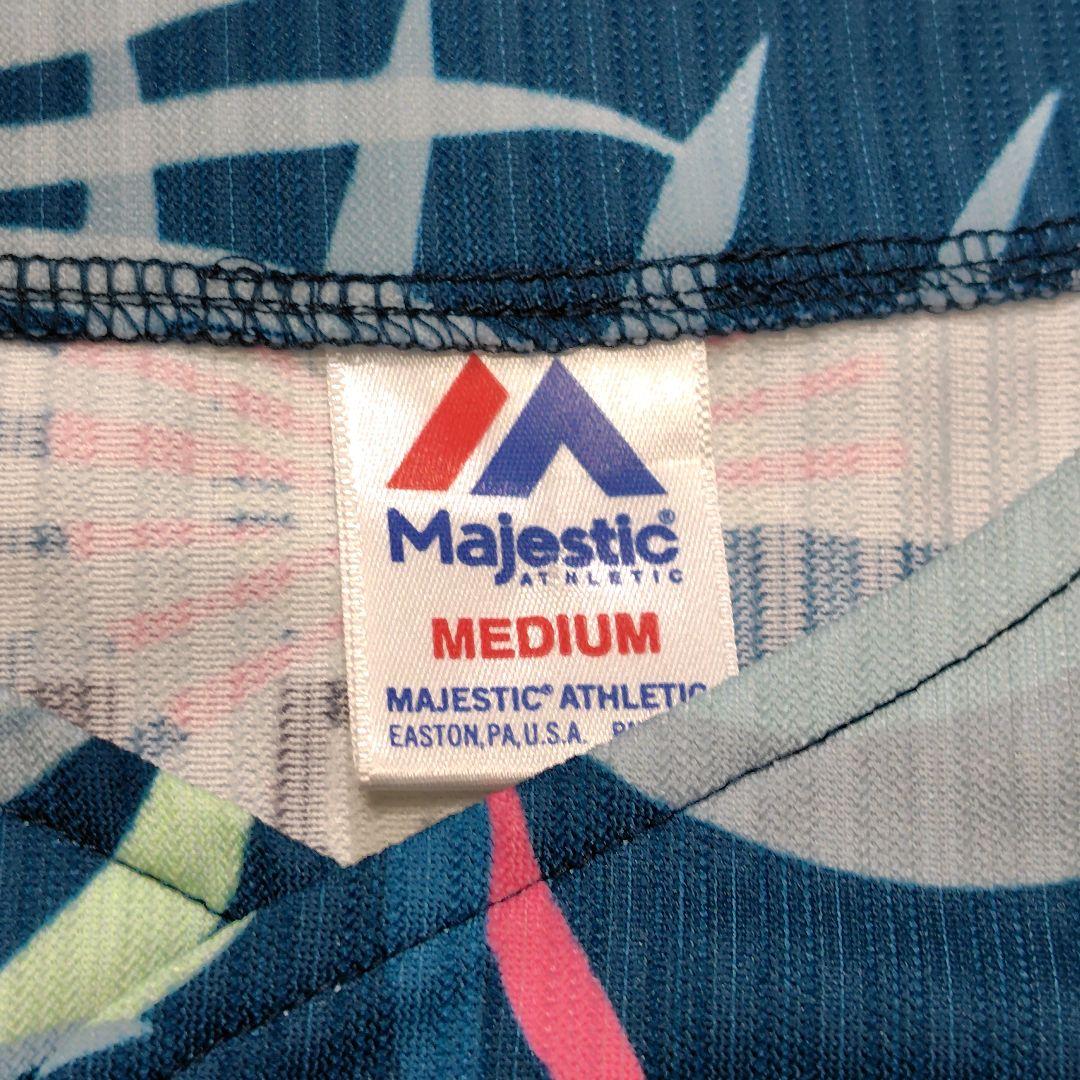 Majestic®
ATHLETIC
MEDIUM
MAJESTIC® ATHLETIC
EASTON, PA, U.S.A.